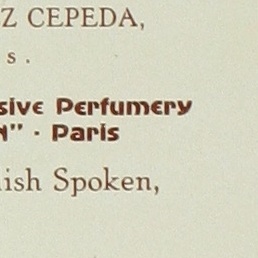 Z CEPEDA,
s.
sive Perfumery
" · Paris
ish Spoken,